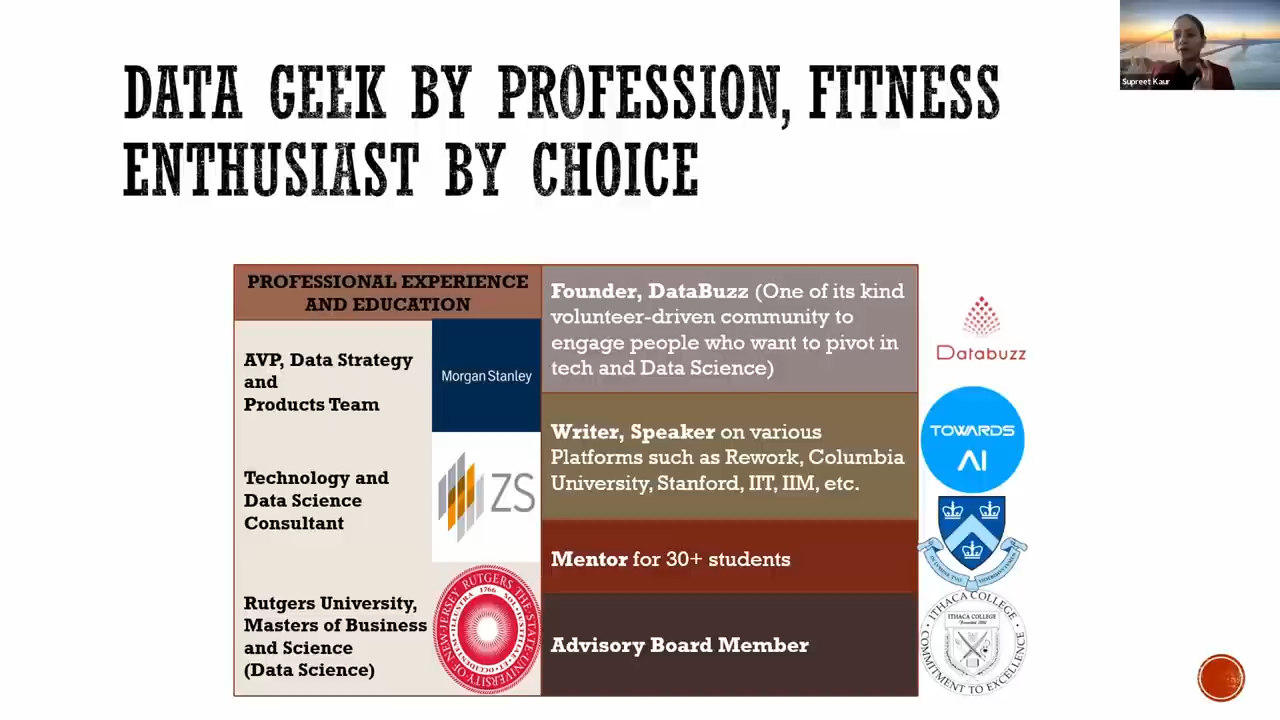 DATA GEEK BY PROFESSION, FITNESS
ENTHUSIAST BY CHOICE
Supreet Kaur
PROFESSIONAL EXPERIENCE
AND EDUCATION
AVP, Data Strategy
and
Products Team
Morgan Stanley
Technology and
Data Science
Consultant
ZS
Rutgers University,
Masters of Business
and Science
(Data Science)
RUTGERS THE STATE UNIVERSITY OF NEW JERSEY
1766
Founder, DataBuzz (One of its kind
volunteer-driven community to
engage people who want to pivot in
tech and Data Science)
Writer, Speaker on various
Platforms such as Rework, Columbia
University, Stanford, IIT, IIM, etc.
Mentor for 30+ students
Advisory Board Member
Databuzz
TOWARDS
AI
ITHACA COLLEGE
ITHACA COLLEGE
COMMITMENT TO EXCELLENCE